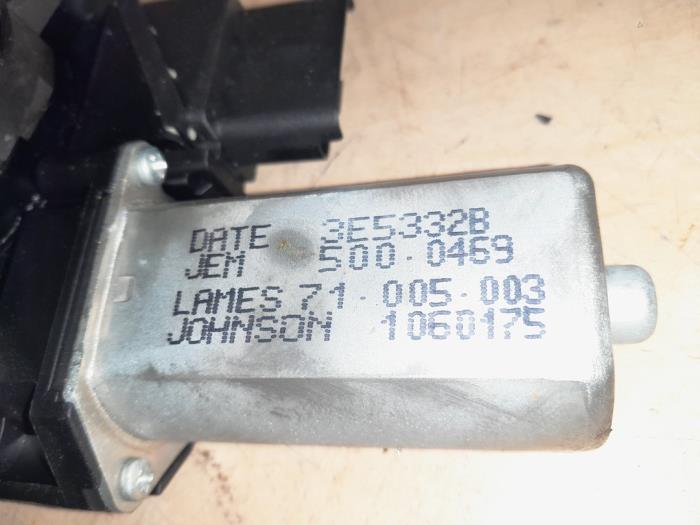 DATE 3E5332B
JEM 500.0469
LAMES 71.005.003
JOHNSON 1060175